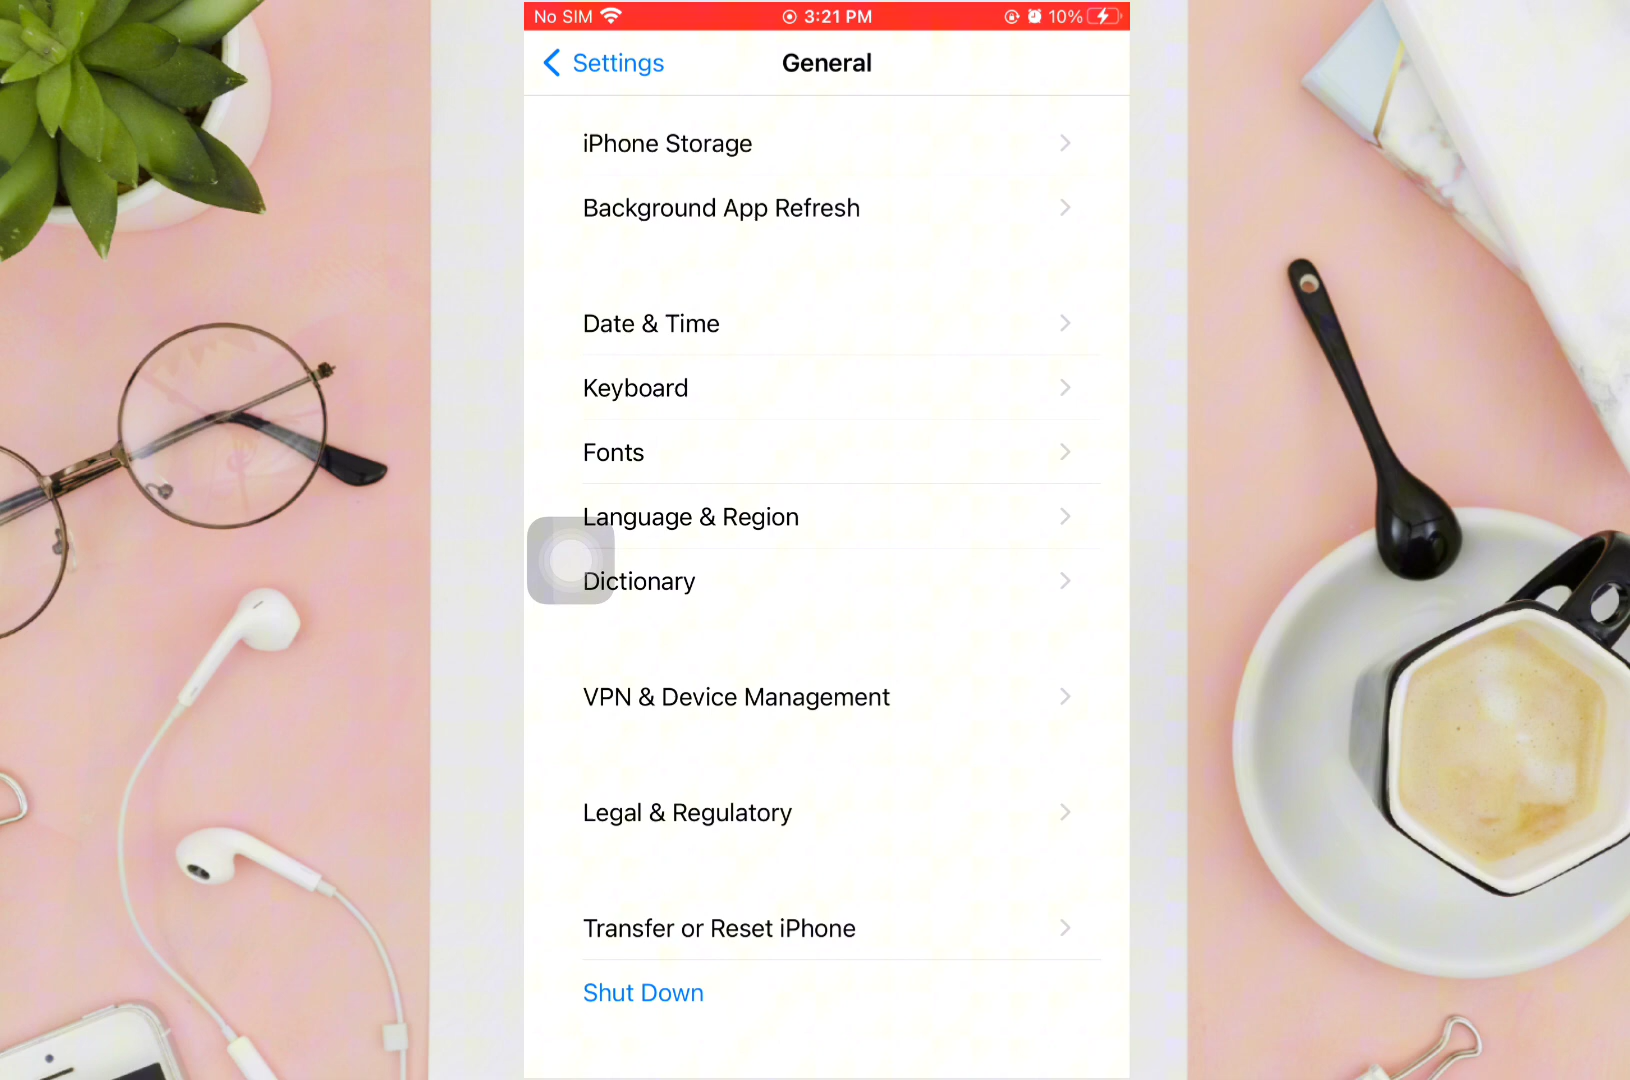 No SIM 3:21 PM 10%
Settings General
iPhone Storage
Background App Refresh
Date & Time
Keyboard
Fonts
Language & Region
Dictionary
VPN & Device Management
Legal & Regulatory
Transfer or Reset iPhone
Shut Down